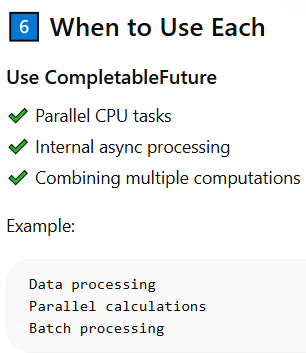 6 When to Use Each
Use CompletableFuture
✔ Parallel CPU tasks
✔ Internal async processing
✔ Combining multiple computations
Example:
Data processing
Parallel calculations
Batch processing